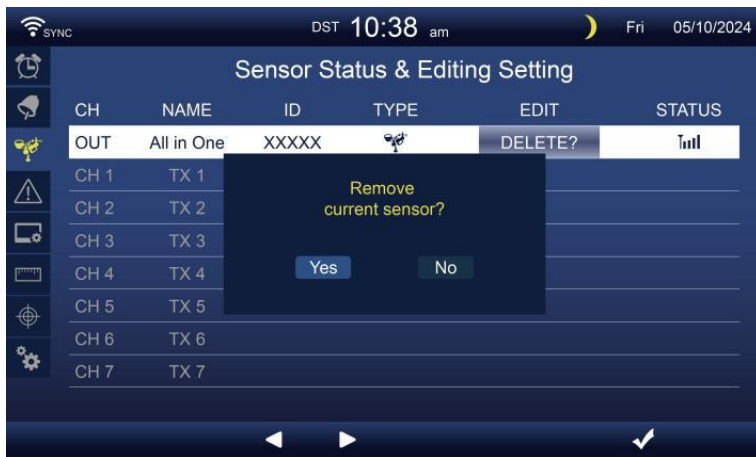 SYNC DST 10:38 am Fri 05/10/2024
Sensor Status & Editing Setting
CH NAME ID TYPE EDIT STATUS
OUT All in One XXXXX DELETE?
CH 1 TX 1
CH 2 TX 2
CH 3 TX 3
CH 4 TX 4
CH 5 TX 5
CH 6 TX 6
CH 7 TX 7
Remove
current sensor?
Yes No